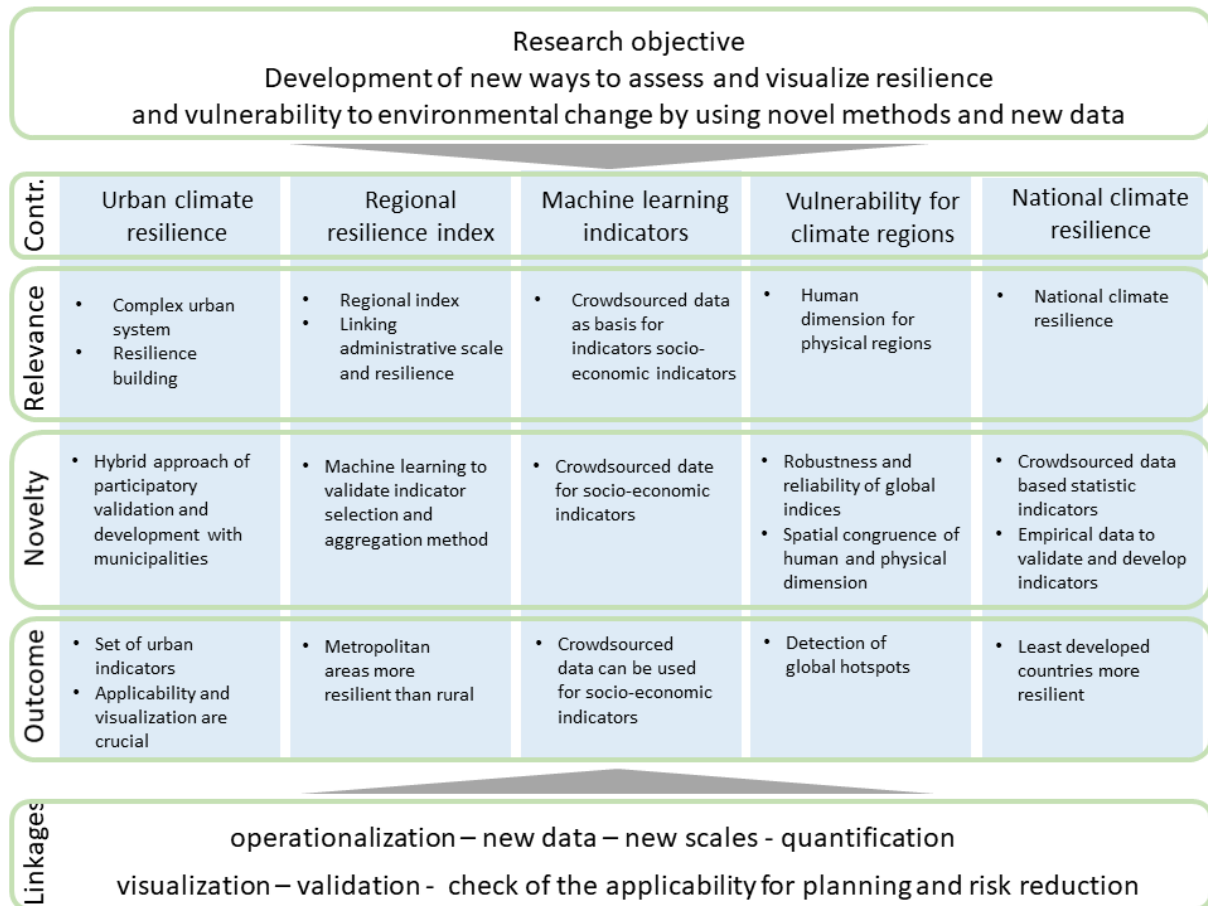 Research objective
Development of new ways to assess and visualize resilience
and vulnerability to environmental change by using novel methods and new data
Contr.
Urban climate
resilience
Regional
resilience index
Machine learning
indicators
Vulnerability for
climate regions
National climate
resilience
Relevance
• Complex urban
system
• Resilience
building
• Regional index
• Linking
administrative scale
and resilience
• Crowdsourced data
as basis for
indicators socio-
economic indicators
• Human
dimension for
physical regions
• National climate
resilience
Novelty
• Hybrid approach of
participatory
validation and
development with
municipalities
• Machine learning to
validate indicator
selection and
aggregation method
• Crowdsourced date
for socio-economic
indicators
• Robustness and
reliability of global
indices
• Spatial congruence of
human and physical
dimension
• Crowdsourced data
based statistic
indicators
• Empirical data to
validate and develop
indicators
Outcome
• Set of urban
indicators
• Applicability and
visualization are
crucial
• Metropolitan
areas more
resilient than rural
• Crowdsourced
data can be used
for socio-economic
indicators
• Detection of
global hotspots
• Least developed
countries more
resilient
Linkages
operationalization – new data – new scales - quantification
visualization – validation - check of the applicability for planning and risk reduction